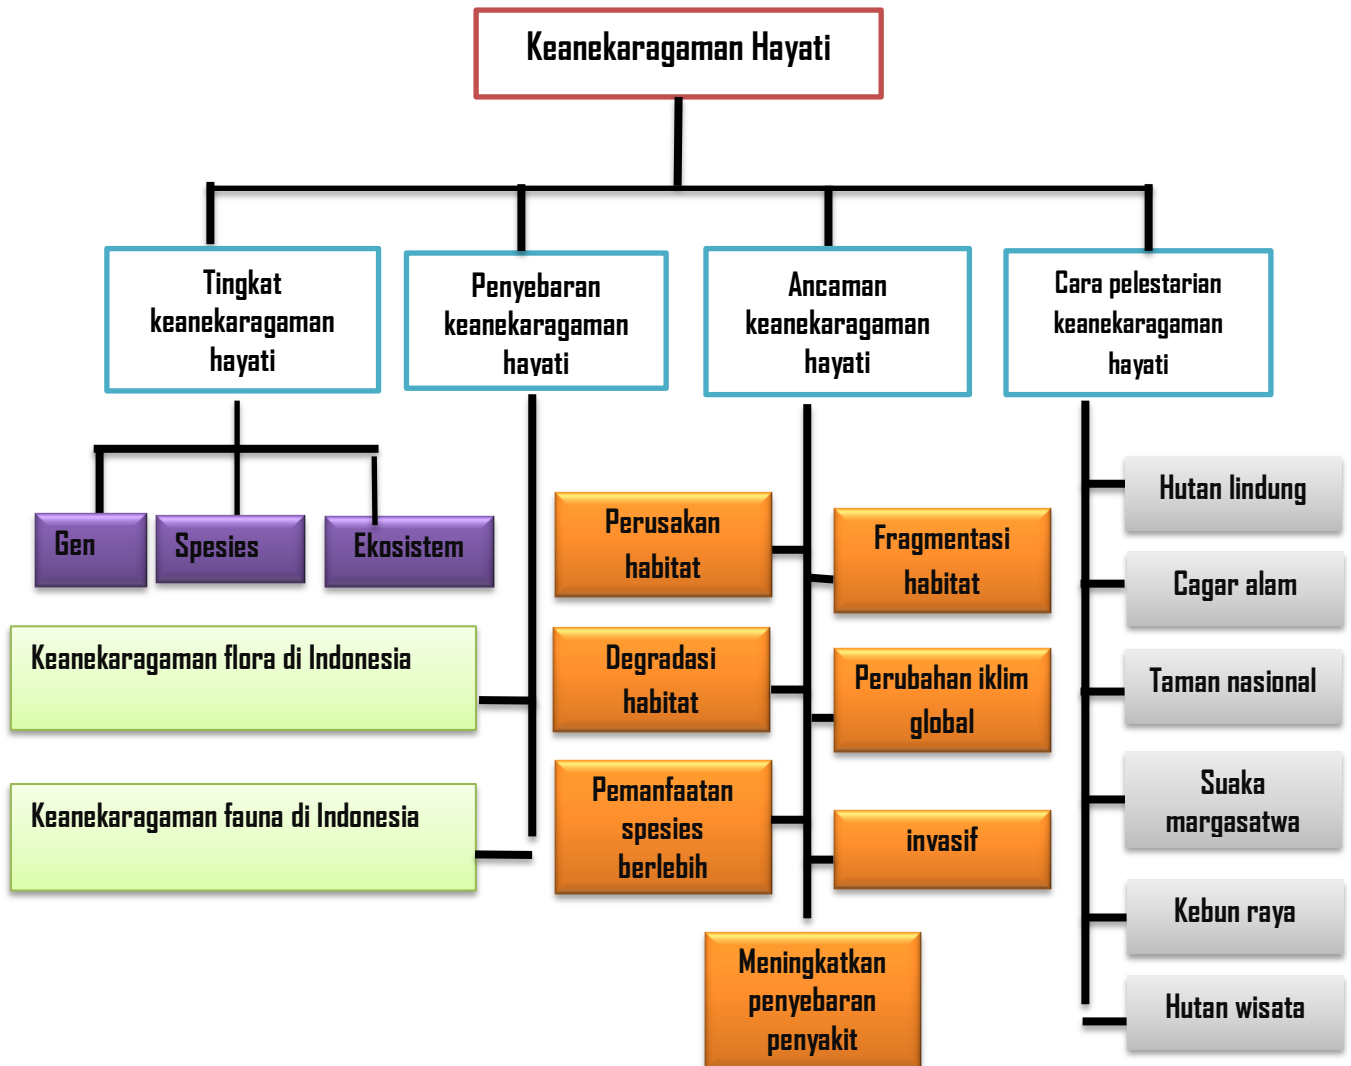 Keanekaragaman Hayati
Tingkat
keanekaragaman
hayati
Penyebaran
keanekaragaman
hayati
Ancaman
keanekaragaman
hayati
Cara pelestarian
keanekaragaman
hayati
Gen
Spesies
Ekosistem
Keanekaragaman flora di Indonesia
Keanekaragaman fauna di Indonesia
Perusakan
habitat
Fragmentasi
habitat
Degradasi
habitat
Perubahan iklim
global
Pemanfaatan
spesies
berlebih
invasif
Meningkatkan
penyebaran
penyakit
Hutan lindung
Cagar alam
Taman nasional
Suaka
margasatwa
Kebun raya
Hutan wisata